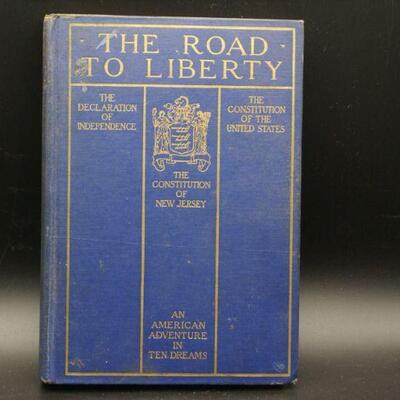 THE ROAD
TO LIBERTY
THE
DECLARATION
OF
INDEPENDENCE
THE
CONSTITUTION
OF
NEW JERSEY
THE
CONSTITUTION
OF THE
UNITED STATES
AN
AMERICAN
ADVENTURE
IN
TEN DREAMS